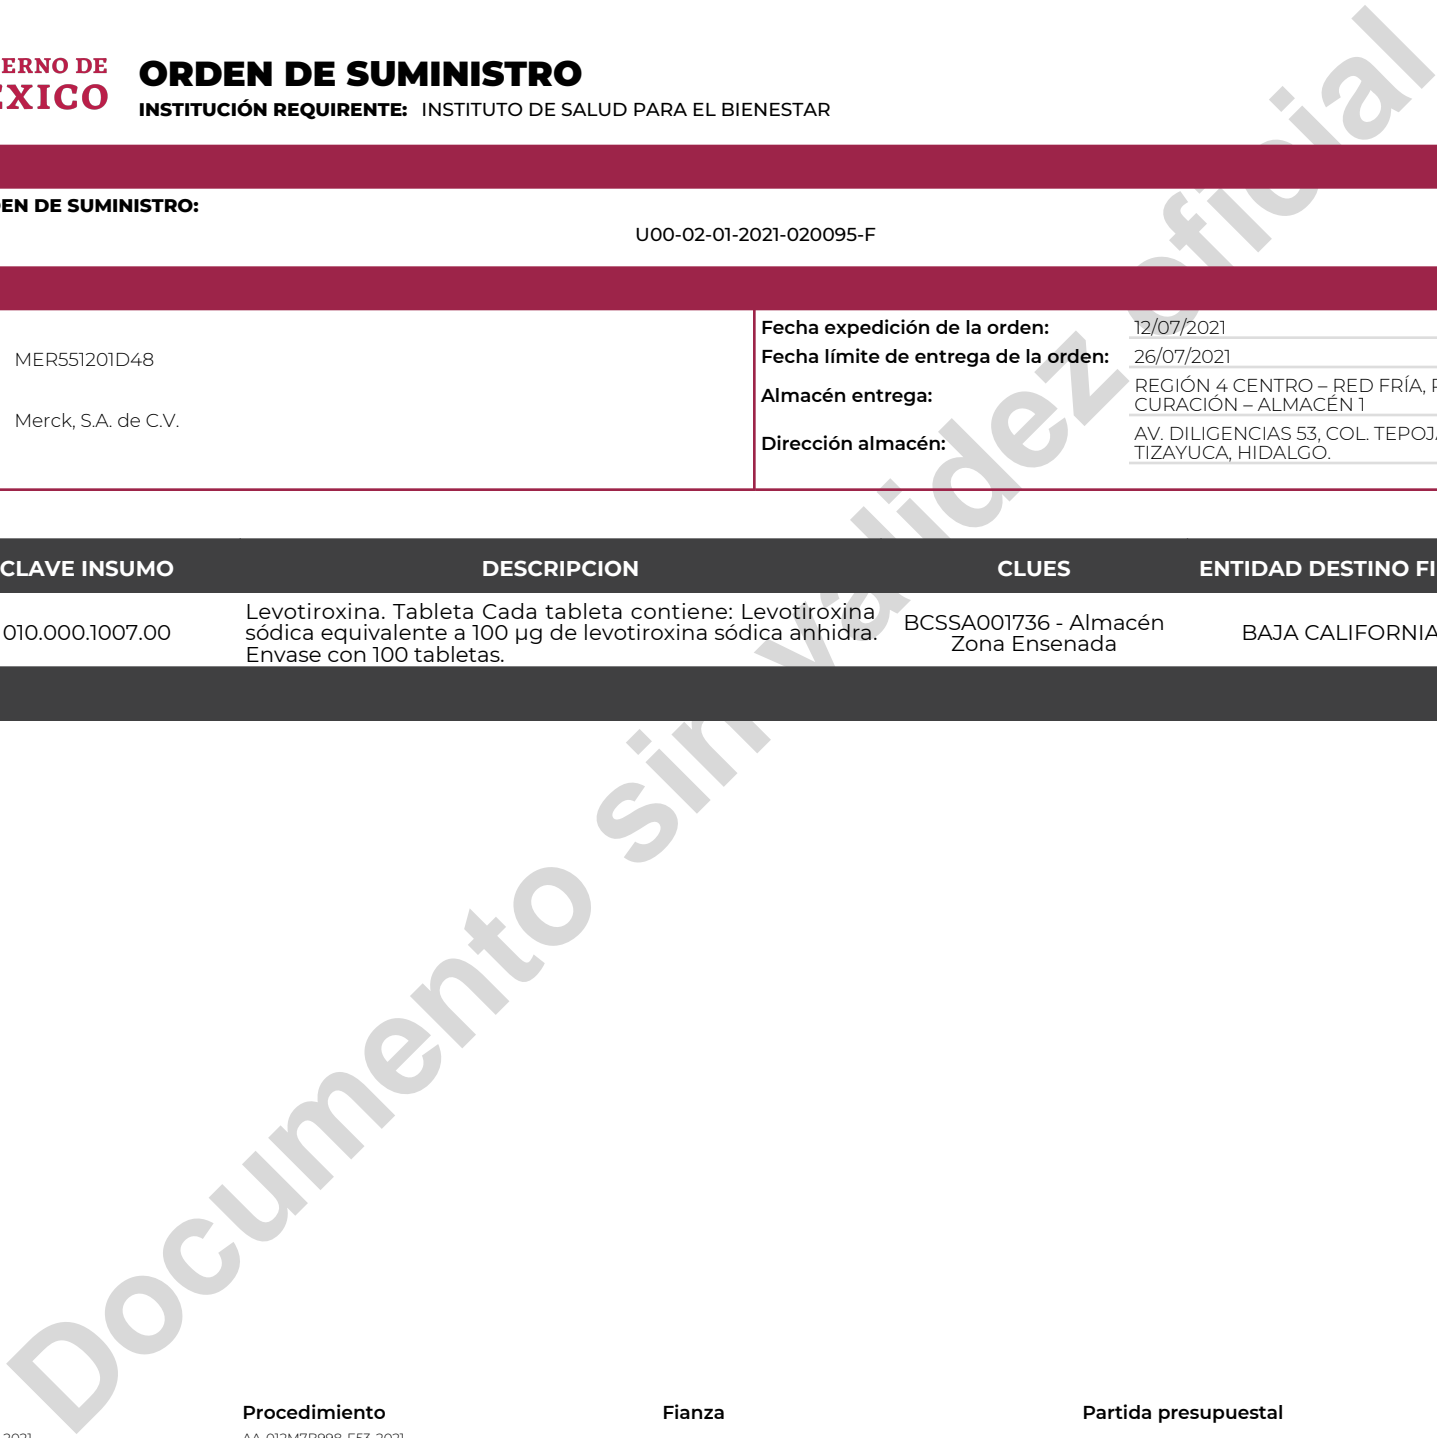 ERNO DE
ÉXICO
ORDEN DE SUMINISTRO
INSTITUCIÓN REQUIRENTE: INSTITUTO DE SALUD PARA EL BIENESTAR
EN DE SUMINISTRO:
U00-02-01-2021-020095-F
MER551201D48
Merck, S.A. de C.V.
Fecha expedición de la orden: 12/07/2021
Fecha límite de entrega de la orden: 26/07/2021
Almacén entrega: REGIÓN 4 CENTRO – RED FRÍA,
CURACIÓN – ALMACÉN 1
Dirección almacén: AV. DILIGENCIAS 53, COL. TEPOJ
TIZAYUCA, HIDALGO.
CLAVE INSUMO DESCRIPCION CLUES ENTIDAD DESTINO FI
010.000.1007.00
Levotiroxina. Tableta Cada tableta contiene: Levotiroxina
sódica equivalente a 100 µg de levotiroxina sódica anhidra.
Envase con 100 tabletas.
BCSSA001736 - Almacén
Zona Ensenada
BAJA CALIFORNIA
Documento sin validez oficial
Procedimiento Fianza Partida presupuestal